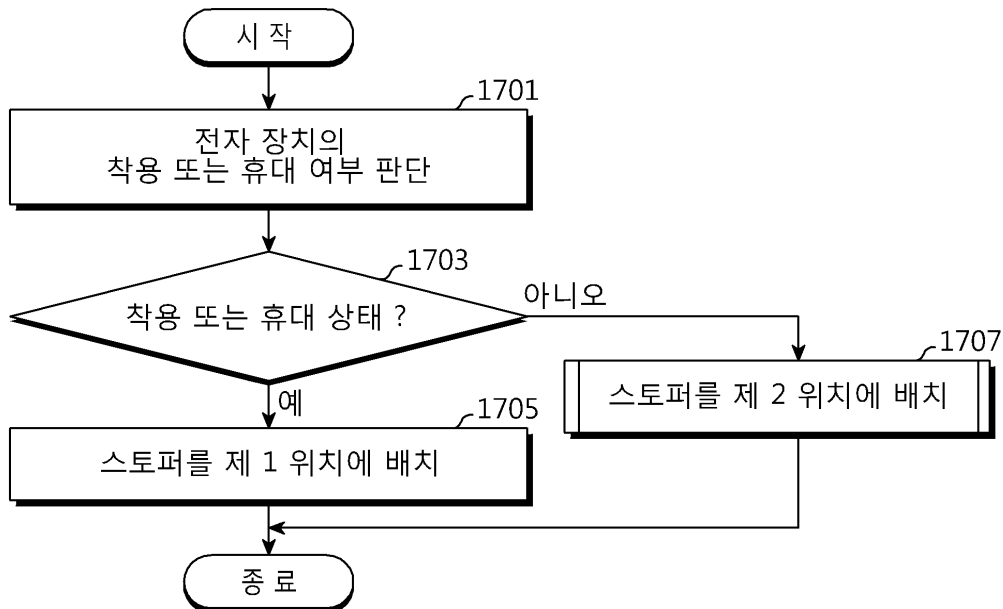 시작
1701
전자 장치의
착용 또는 휴대 여부 판단
1703
착용 또는 휴대 상태 ?
아니오
예
1707
스토퍼를 제 2 위치에 배치
1705
스토퍼를 제 1 위치에 배치
종료